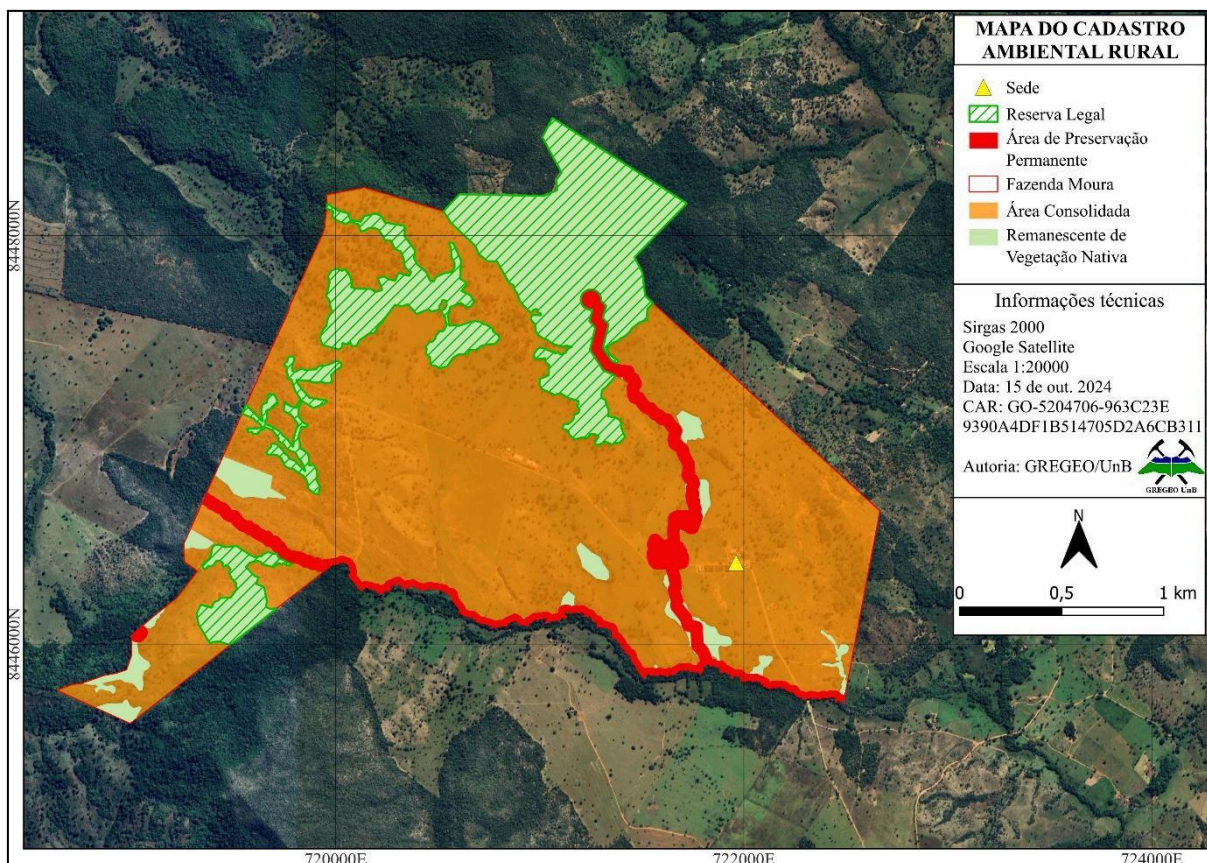 MAPA DO CADASTRO
AMBIENTAL RURAL
Sede
Reserva Legal
Área de Preservação
Permanente
Fazenda Moura
Área Consolidada
Remanescente de
Vegetação Nativa
Informações técnicas
Sirgas 2000
Google Satellite
Escala 1:20000
Data: 15 de out. 2024
CAR: GO-5204706-963C23E
9390A4DF1B514705D2A6CB311
Autoria: GREGEO/UnB
GREGEO UnB
N
0 0,5 1 km
8448000N
8446000N
720000E 722000E 724000E